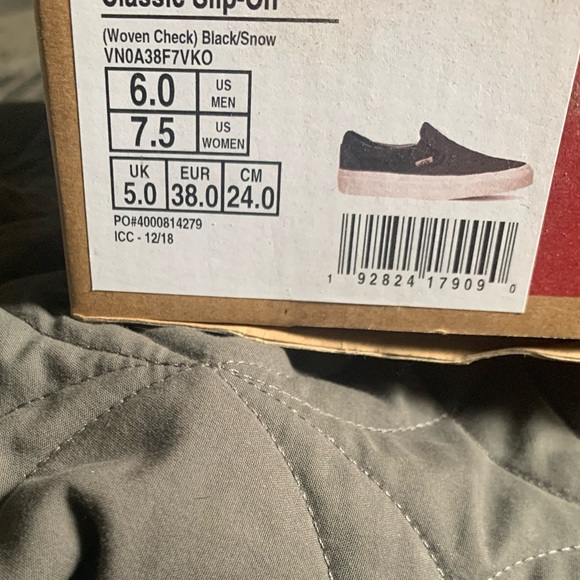 Classic Slip-On
(Woven Check) Black/Snow
VN0A38F7VKO
6.0 US MEN
7.5 US WOMEN
UK EUR CM
5.0 38.0 24.0
PO#4000814279
ICC - 12/18
1 92824 17909 0